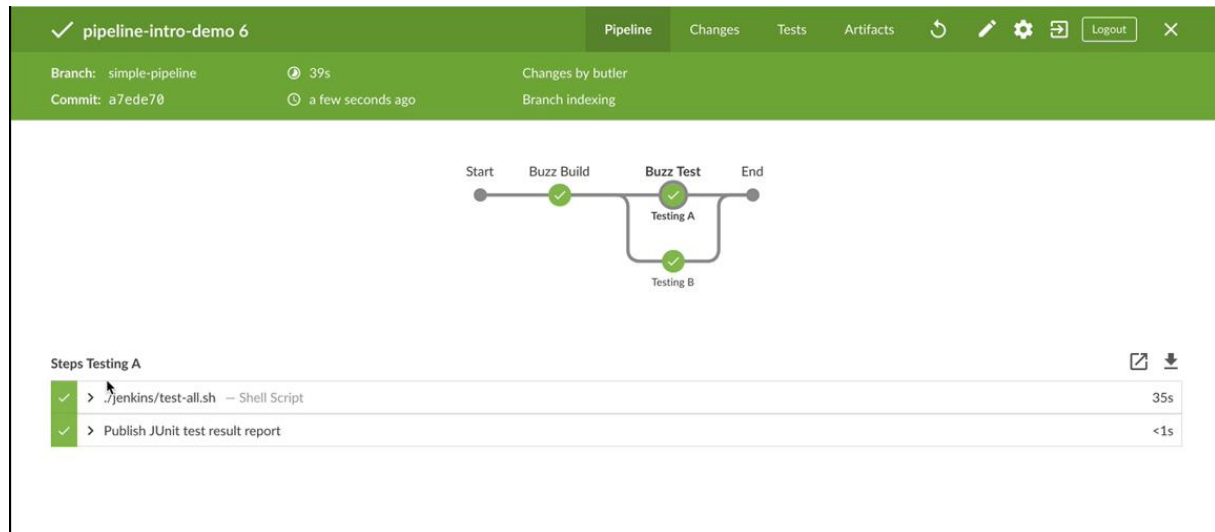 pipeline-intro-demo 6
Pipeline
Changes
Tests
Artifacts
Logout
Branch: simple-pipeline
39s
Changes by butler
Commit: a7ede70
a few seconds ago
Branch indexing
Start
Buzz Build
Buzz Test
End
Testing A
Testing B
Steps Testing A
./jenkins/test-all.sh — Shell Script
35s
Publish JUnit test result report
<1s